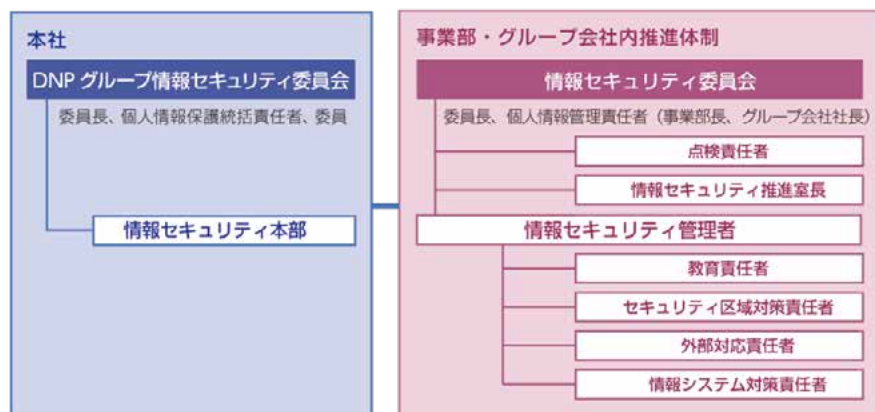 本社
DNP グループ情報セキュリティ委員会
委員長、個人情報保護統括責任者、委員
情報セキュリティ本部
事業部・グループ会社内推進体制
情報セキュリティ委員会
委員長、個人情報管理責任者（事業部長、グループ会社社長）
点検責任者
情報セキュリティ推進室長
情報セキュリティ管理者
教育責任者
セキュリティ区域対策責任者
外部対応責任者
情報システム対策責任者